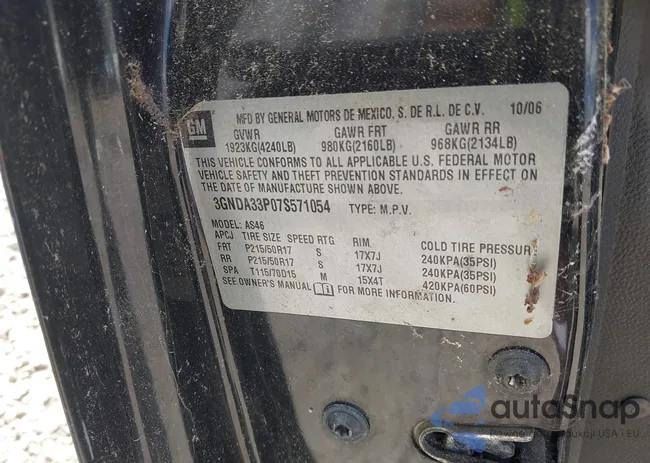 GM
MFD BY GENERAL MOTORS DE MEXICO, S. DE R.L. DE C.V. 10/06
GVWR GAWR FRT GAWR RR
1923KG(4240LB) 980KG(2160LB) 968KG(2134LB)
THIS VEHICLE CONFORMS TO ALL APPLICABLE U.S. FEDERAL MOTOR
VEHICLE SAFETY AND THEFT PREVENTION STANDARDS IN EFFECT ON
THE DATE OF MANUFACTURE SHOWN ABOVE.
3GNDA33P07S571054 TYPE: M.P.V.
MODEL: AS46
APCJ TIRE SIZE SPEED RTG RIM COLD TIRE PRESSURE
FRT P215/50R17 S 17X7J 240KPA(35PSI)
RR P215/50R17 S 17X7J 240KPA(35PSI)
SPA T115/70D15 M 15X4T 420KPA(60PSI)
SEE OWNER'S MANUAL FOR MORE INFORMATION.
autoSnap
USA - EU